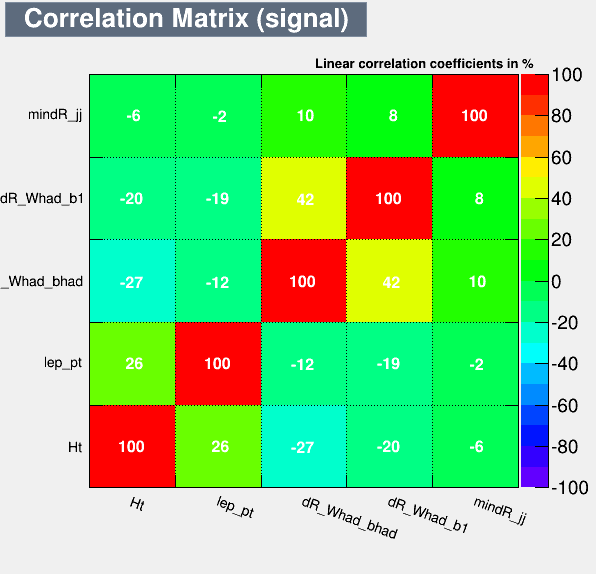 Correlation Matrix (signal)
Linear correlation coefficients in %
mindR_jj -6 -2 10 8 100
dR_Whad_b1 -20 -19 42 100 8
_Whad_bhad -27 -12 100 42 10
lep_pt 26 100 -12 -19 -2
Ht 100 26 -27 -20 -6
Ht lep_pt dR_Whad_bhad dR_Whad_b1 mindR_jj
100
80
60
40
20
0
-20
-40
-60
-80
-100